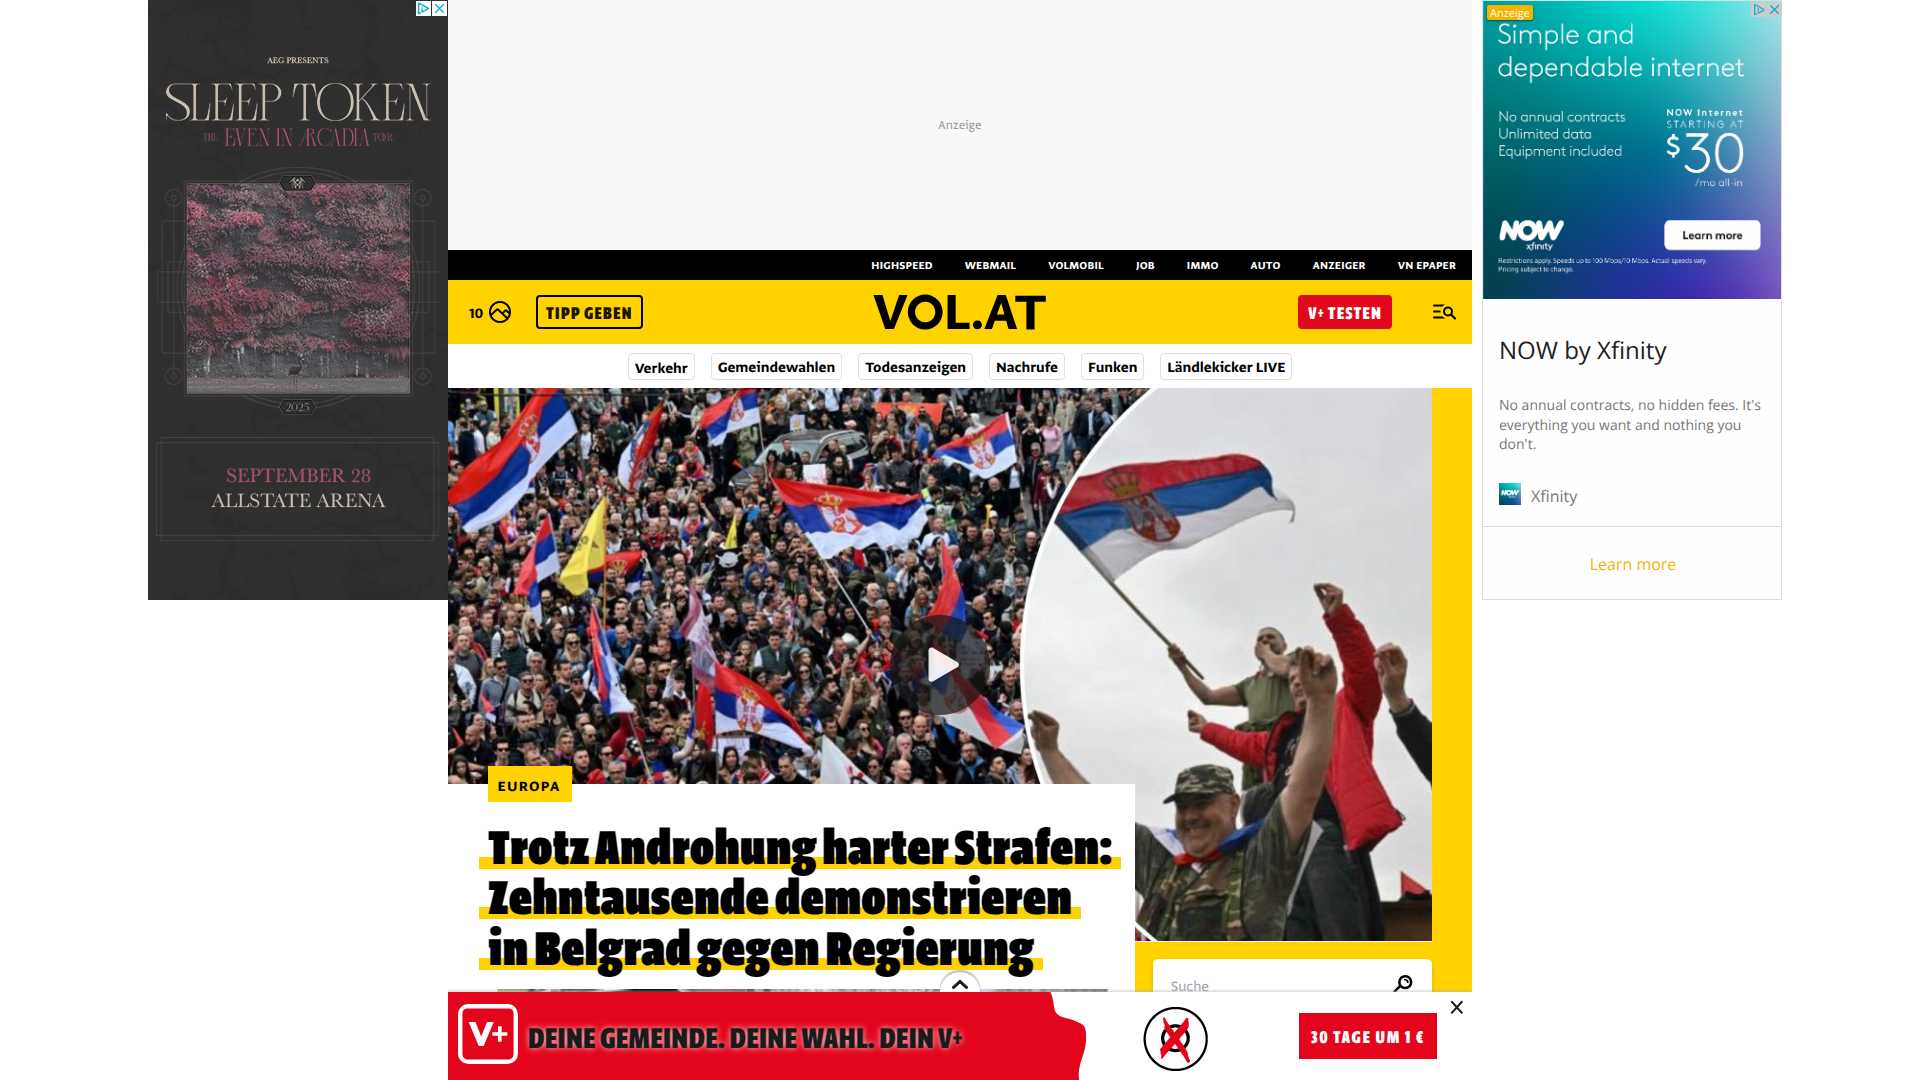 AEG PRESENTS
SLEEP TOKEN
THE EVEN IN ARCADIA TOUR
2025
SEPTEMBER 28
ALLSTATE ARENA
Anzeige
HIGHSPEED WEBMAIL VOLMOBIL JOB IMMO AUTO ANZEIGER VN EPAPER
10 TIPP GEBEN VOL.AT V+ TESTEN
Verkehr Gemeindewahlen Todesanzeigen Nachrufe Funken Ländlekicker LIVE
EUROPA
Trotz Androhung harter Strafen:
Zehntausende demonstrieren
in Belgrad gegen Regierung
Suche
V+ DEINE GEMEINDE. DEINE WAHL. DEIN V+
30 TAGE UM 1 €
Anzeige
Simple and
dependable internet
No annual contracts
Unlimited data
Equipment included
NOW Internet
STARTING AT
$30
/mo all-in
NOW
xfinity
Learn more
Restrictions apply. Speeds up to 100 Mbps/10 Mbps. Actual speeds vary.
Pricing subject to change.
NOW by Xfinity
No annual contracts, no hidden fees. It's
everything you want and nothing you
don't.
NOW Xfinity
Learn more